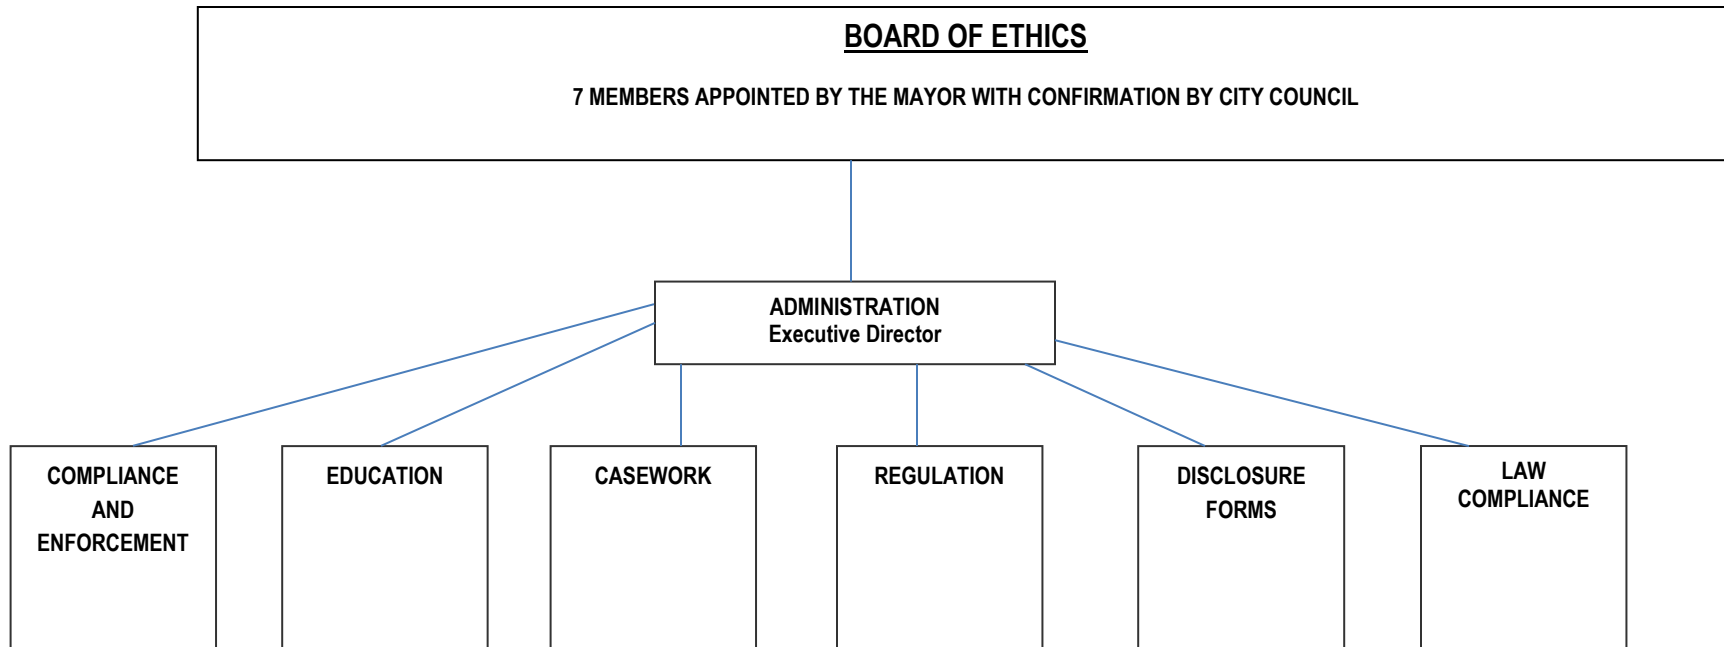 BOARD OF ETHICS
7 MEMBERS APPOINTED BY THE MAYOR WITH CONFIRMATION BY CITY COUNCIL
ADMINISTRATION
Executive Director
COMPLIANCE
AND
ENFORCEMENT
EDUCATION
CASEWORK
REGULATION
DISCLOSURE
FORMS
LAW
COMPLIANCE